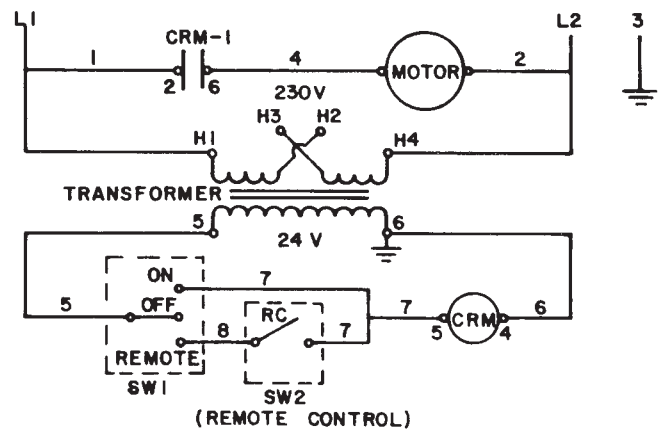 L1
L2
3
CRM-1
1
4
2
2
6
MOTOR
230V
H3
H2
H1
H4
TRANSFORMER
5
6
24 V
ON
7
5
OFF
RC
7
6
5
CRM
4
8
7
REMOTE
SW1
SW2
(REMOTE CONTROL)